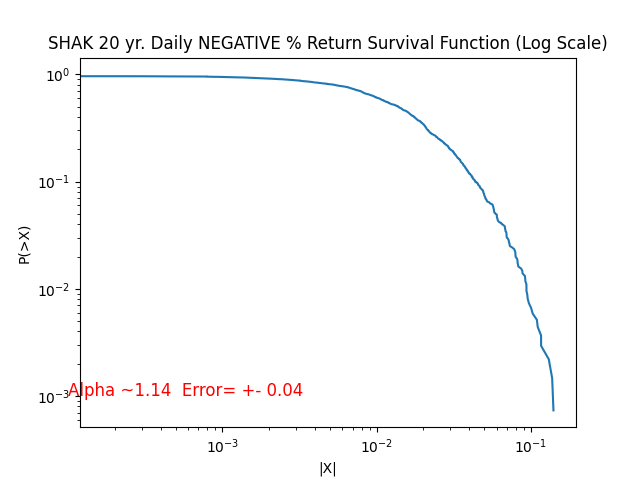 SHAK 20 yr. Daily NEGATIVE % Return Survival Function (Log Scale)
10⁰
10⁻¹
10⁻²
10⁻³
P(>X)
Alpha ~1.14  Error= +- 0.04
10⁻³ 10⁻² 10⁻¹
|X|